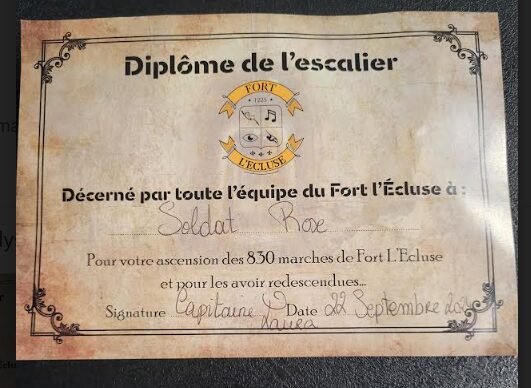 Diplôme de l'escalier
FORT
1225
L'ECLUSE
Décerné par toute l'équipe du Fort l'Écluse à :
Soldat Rose
Pour votre ascension des 830 marches de Fort L'Ecluse
et pour les avoir redescendues...
Signature Capitaine Date 22 Septembre
Laura